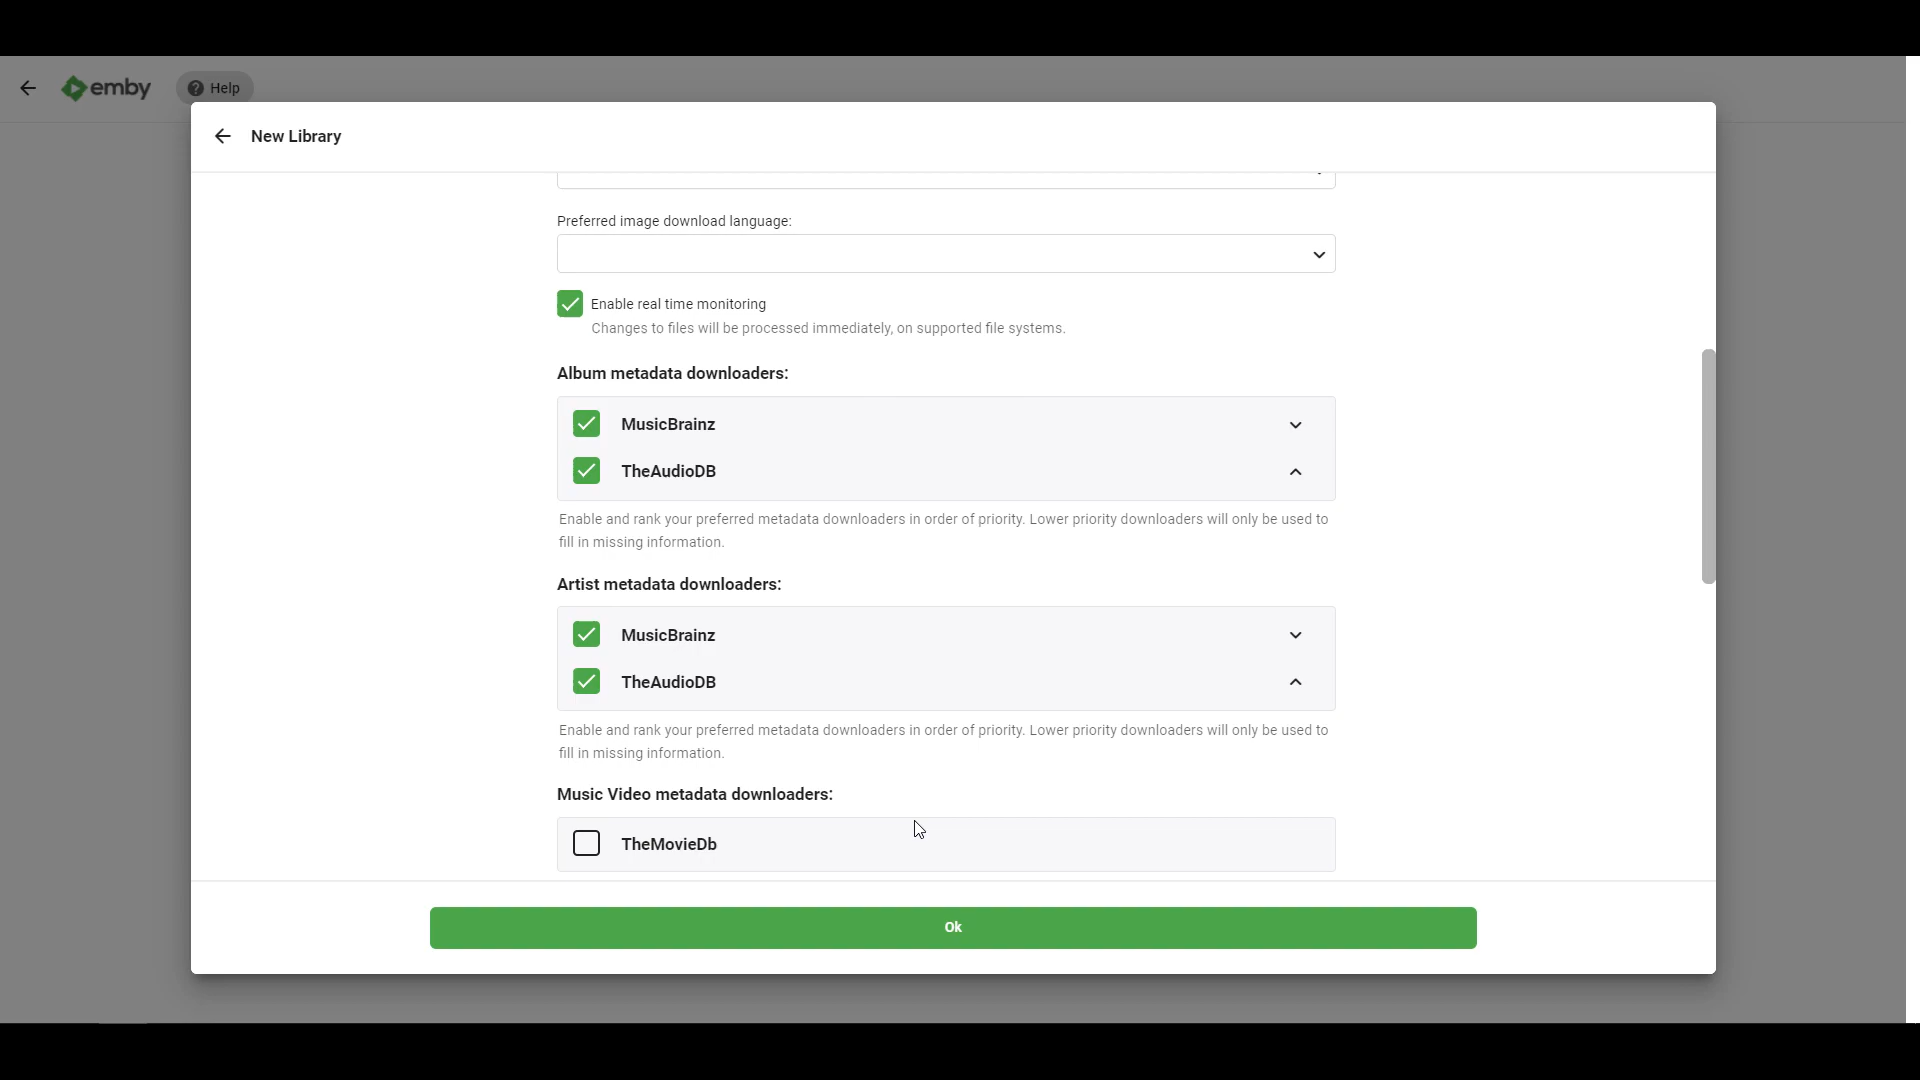 emby
Help
New Library
Preferred image download language:
Enable real time monitoring
Changes to files will be processed immediately, on supported file systems.
Album metadata downloaders:
MusicBrainz
TheAudioDB
Enable and rank your preferred metadata downloaders in order of priority. Lower priority downloaders will only be used to
fill in missing information.
Artist metadata downloaders:
MusicBrainz
TheAudioDB
Enable and rank your preferred metadata downloaders in order of priority. Lower priority downloaders will only be used to
fill in missing information.
Music Video metadata downloaders:
TheMovieDb
Ok